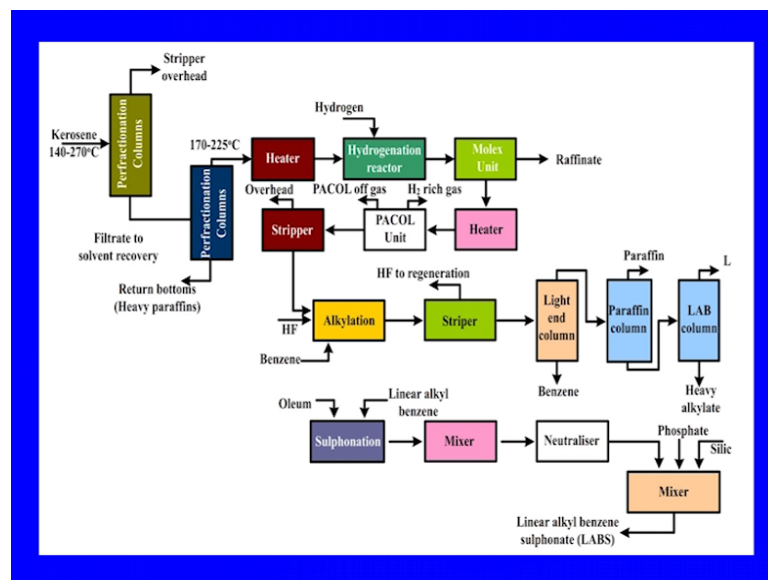 Stripper
overhead
Kerosene
140-270°C
Perfractionation
Columns
170-225°C
Perfractionation
Columns
Filtrate to
solvent recovery
Return bottoms
(Heavy paraffins)
Hydrogen
Heater
Hydrogenation
reactor
Molex
Unit
Raffinate
Overhead
PACOL off gas
H₂ rich gas
Stripper
PACOL
Unit
Heater
HF to regeneration
HF
Benzene
Alkylation
Striper
Light
end
column
Benzene
Paraffin
Paraffin
column
L
LAB
column
Heavy
alkylate
Oleum
Linear alkyl
benzene
Sulphonation
Mixer
Neutraliser
Phosphate
Silic
Mixer
Linear alkyl benzene
sulphonate (LABS)